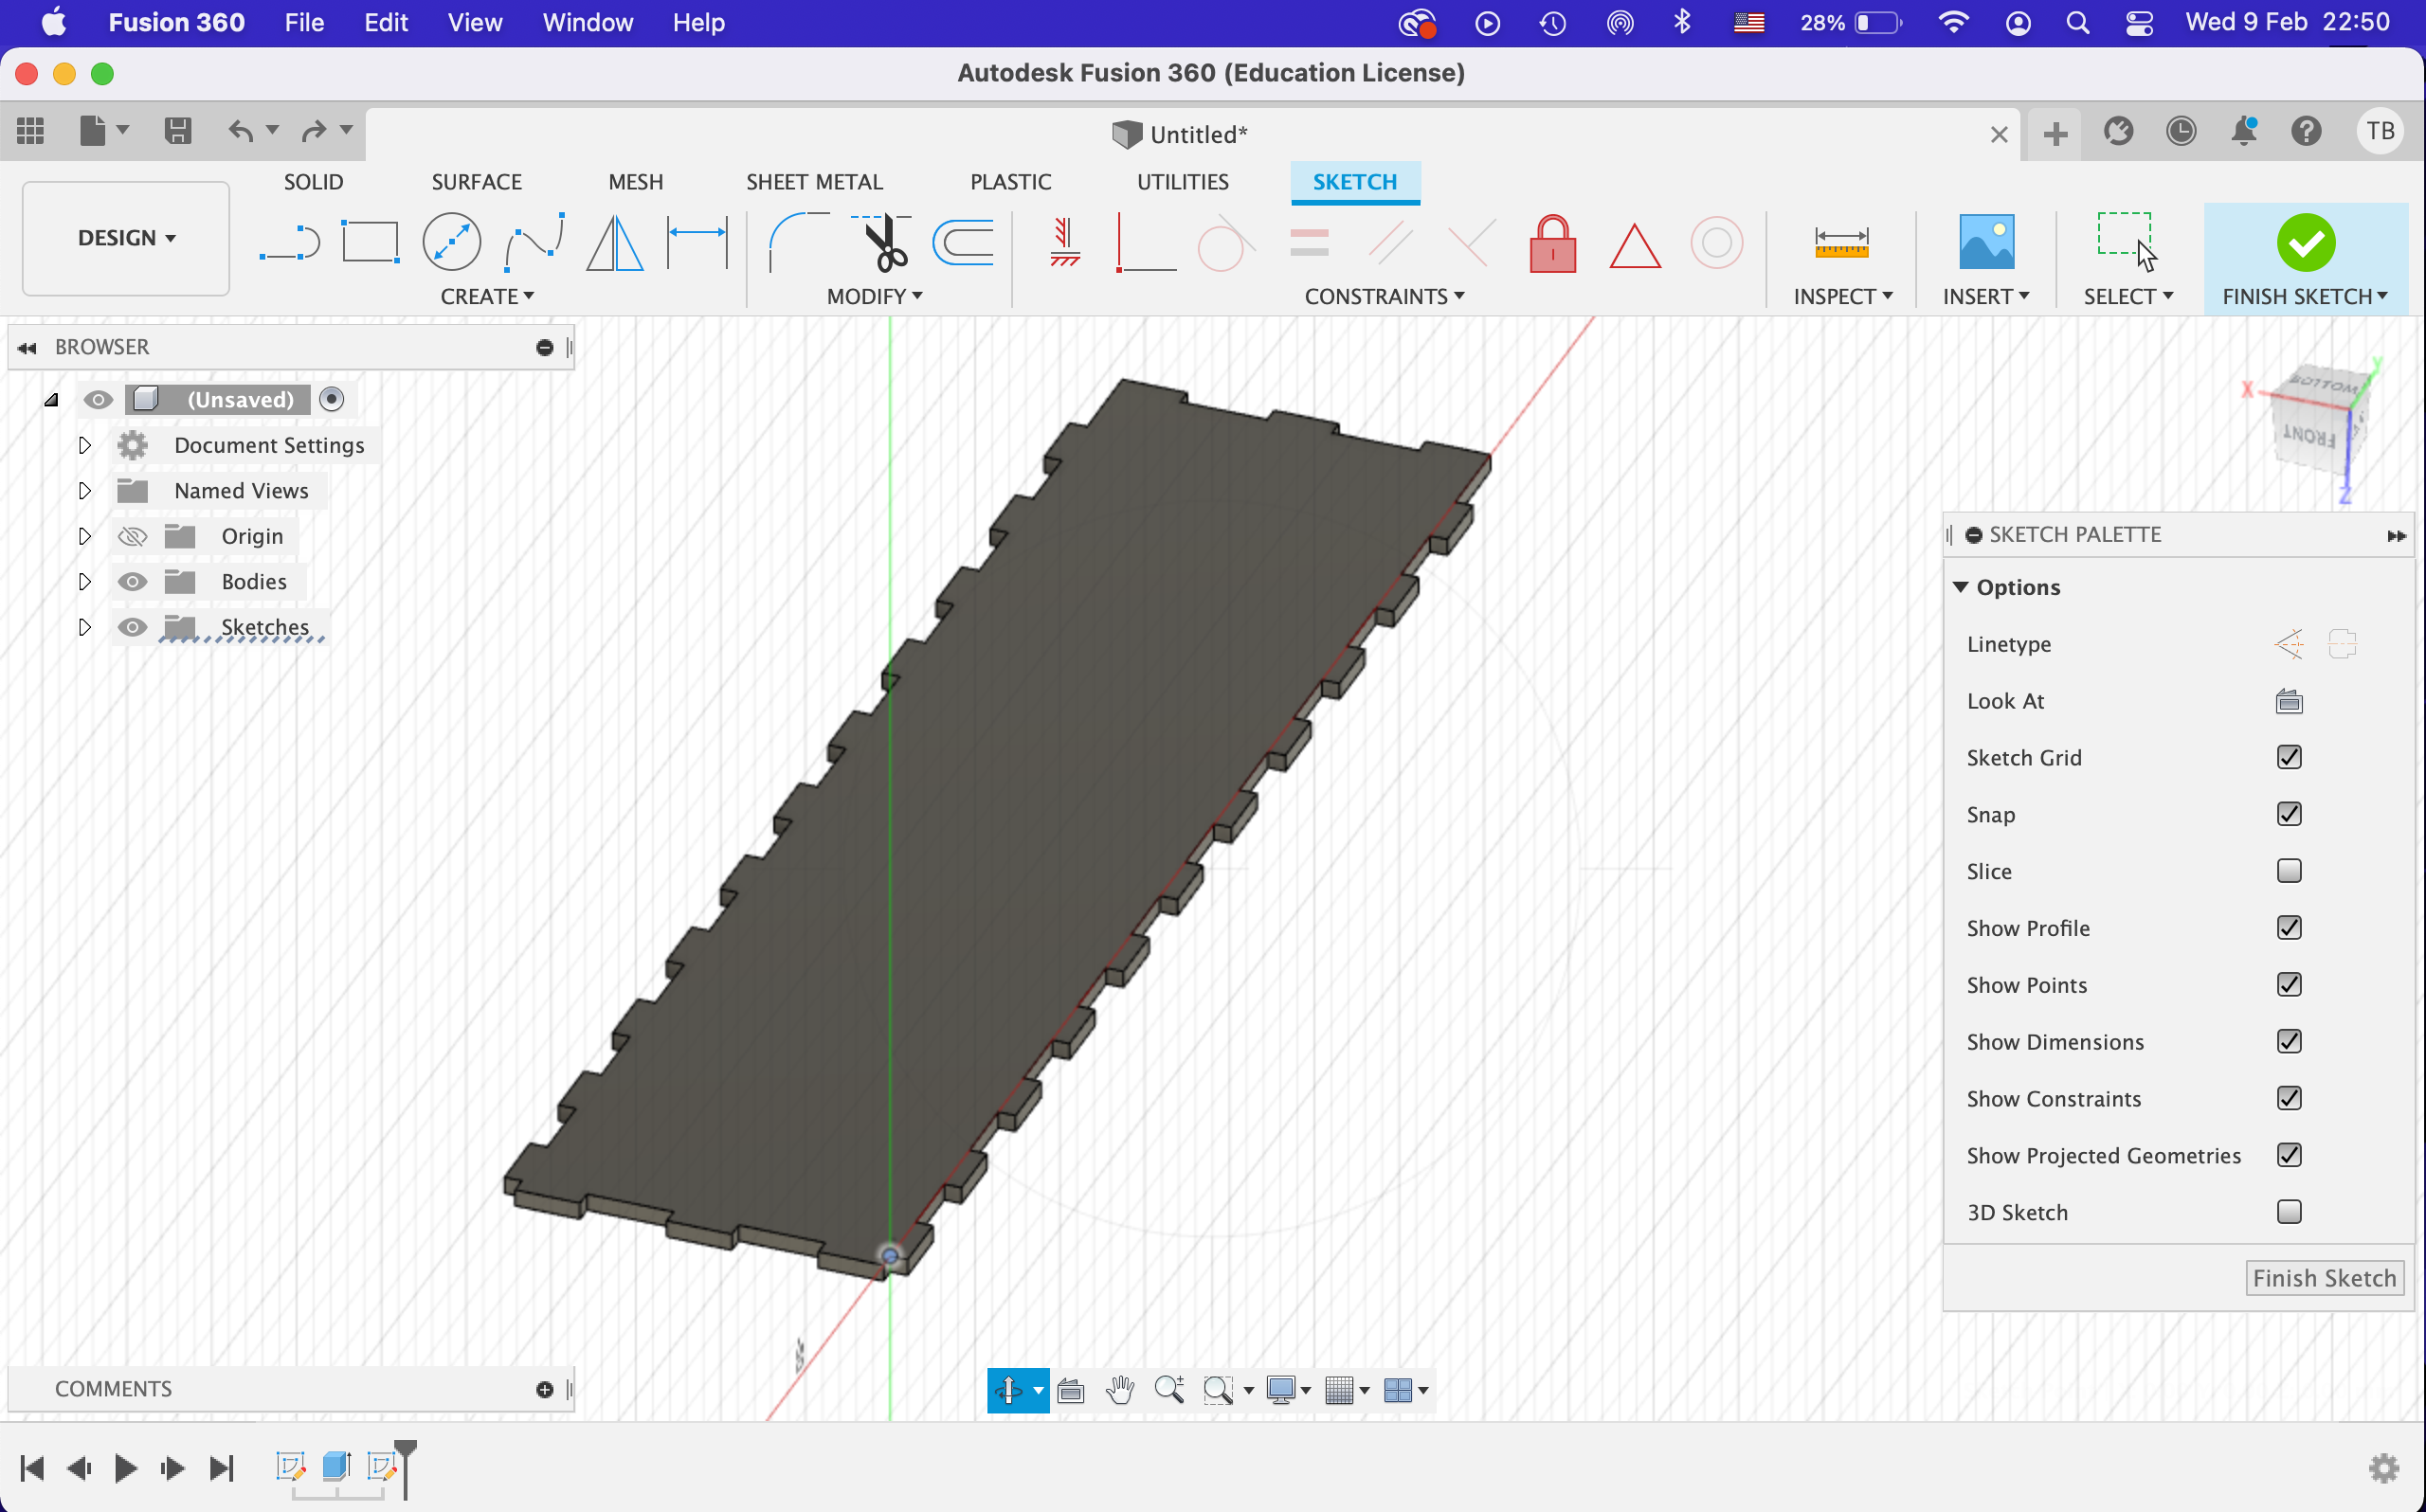 Fusion 360 File Edit View Window Help 28% Wed 9 Feb 22:50
Autodesk Fusion 360 (Education License)
Untitled* TB
SOLID SURFACE MESH SHEET METAL PLASTIC UTILITIES SKETCH
DESIGN
CREATE MODIFY CONSTRAINTS INSPECT INSERT SELECT FINISH SKETCH
BROWSER
(Unsaved)
Document Settings
Named Views
Origin
Bodies
Sketches
BOTTOM
FRONT
X
Y
Z
SKETCH PALETTE
Options
Linetype
Look At
Sketch Grid
Snap
Slice
Show Profile
Show Points
Show Dimensions
Show Constraints
Show Projected Geometries
3D Sketch
Finish Sketch
COMMENTS